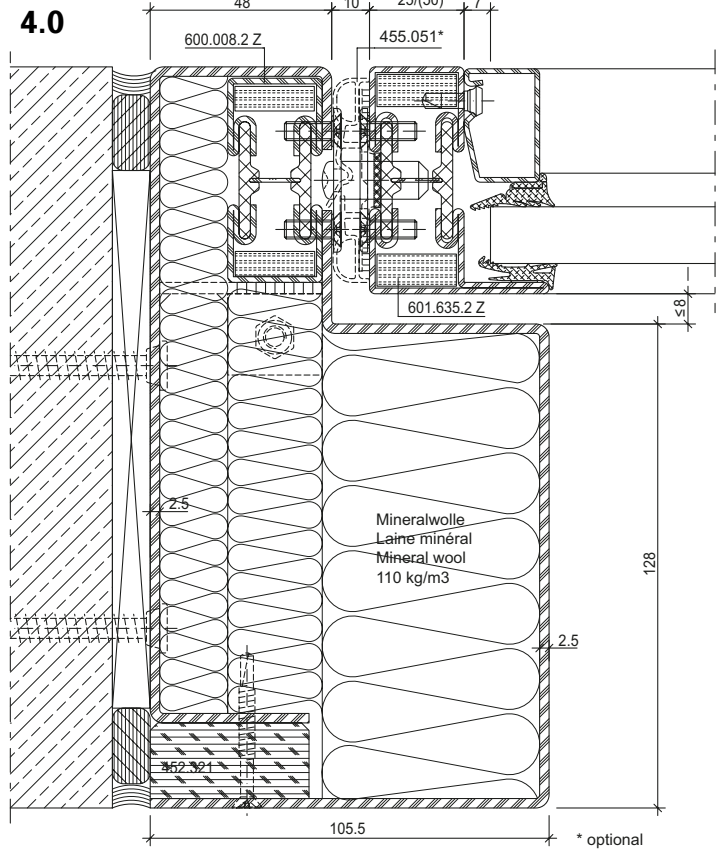 48
10
25/(50)
7
4.0
600.008.2 Z
455.051*
601.635.2 Z
≤8
Mineralwolle
Laine minéral
Mineral wool
110 kg/m3
2.5
128
2.5
452.321
105.5
* optional